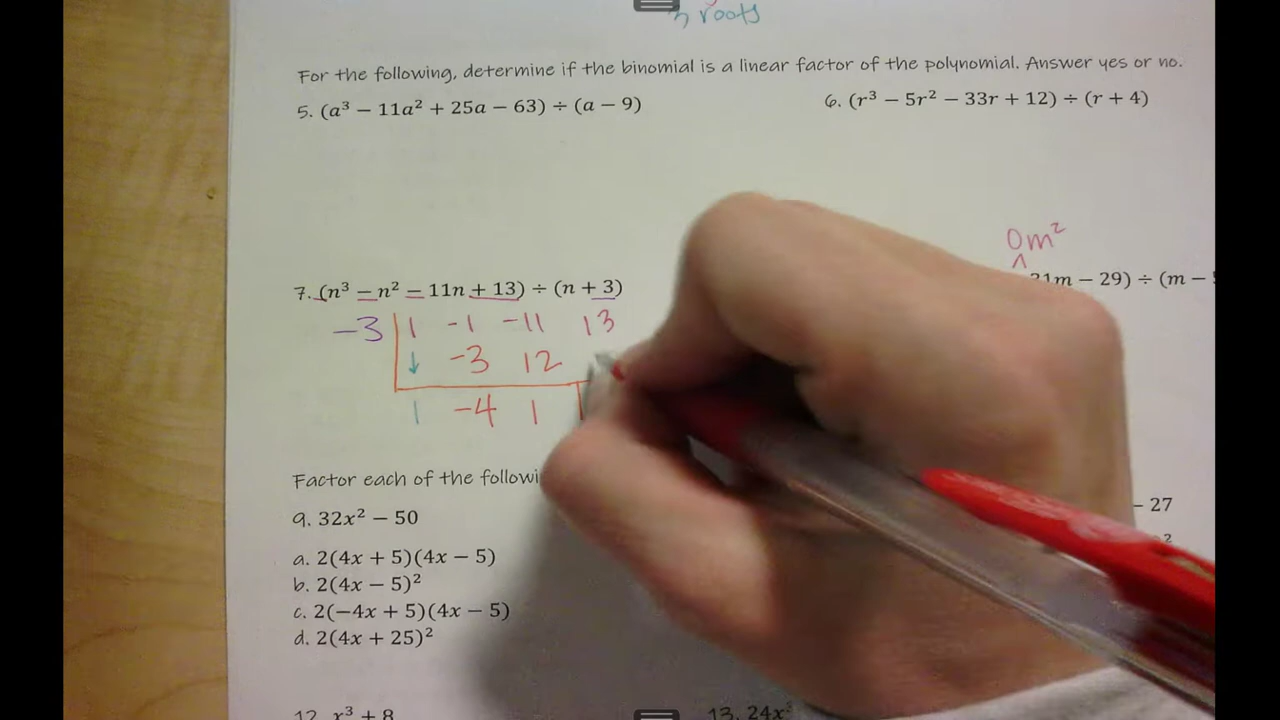 3 roots
For the following, determine if the binomial is a linear factor of the polynomial. Answer yes or no.
5. (a³ − 11a² + 25a − 63) ÷ (a − 9)
6. (r³ − 5r² − 33r + 12) ÷ (r + 4)
0m²
^
7. (n³ − n² − 11n + 13) ÷ (n + 3)
21m − 29) ÷ (m −
−3 | 1 -1 -11 13
↓ -3 12
1 -4 1
Factor each of the followi
9. 32x² − 50
− 27
a. 2(4x + 5)(4x − 5)
b. 2(4x − 5)²
c. 2(−4x + 5)(4x − 5)
d. 2(4x + 25)²
12. x³ + 8
13. 24x³